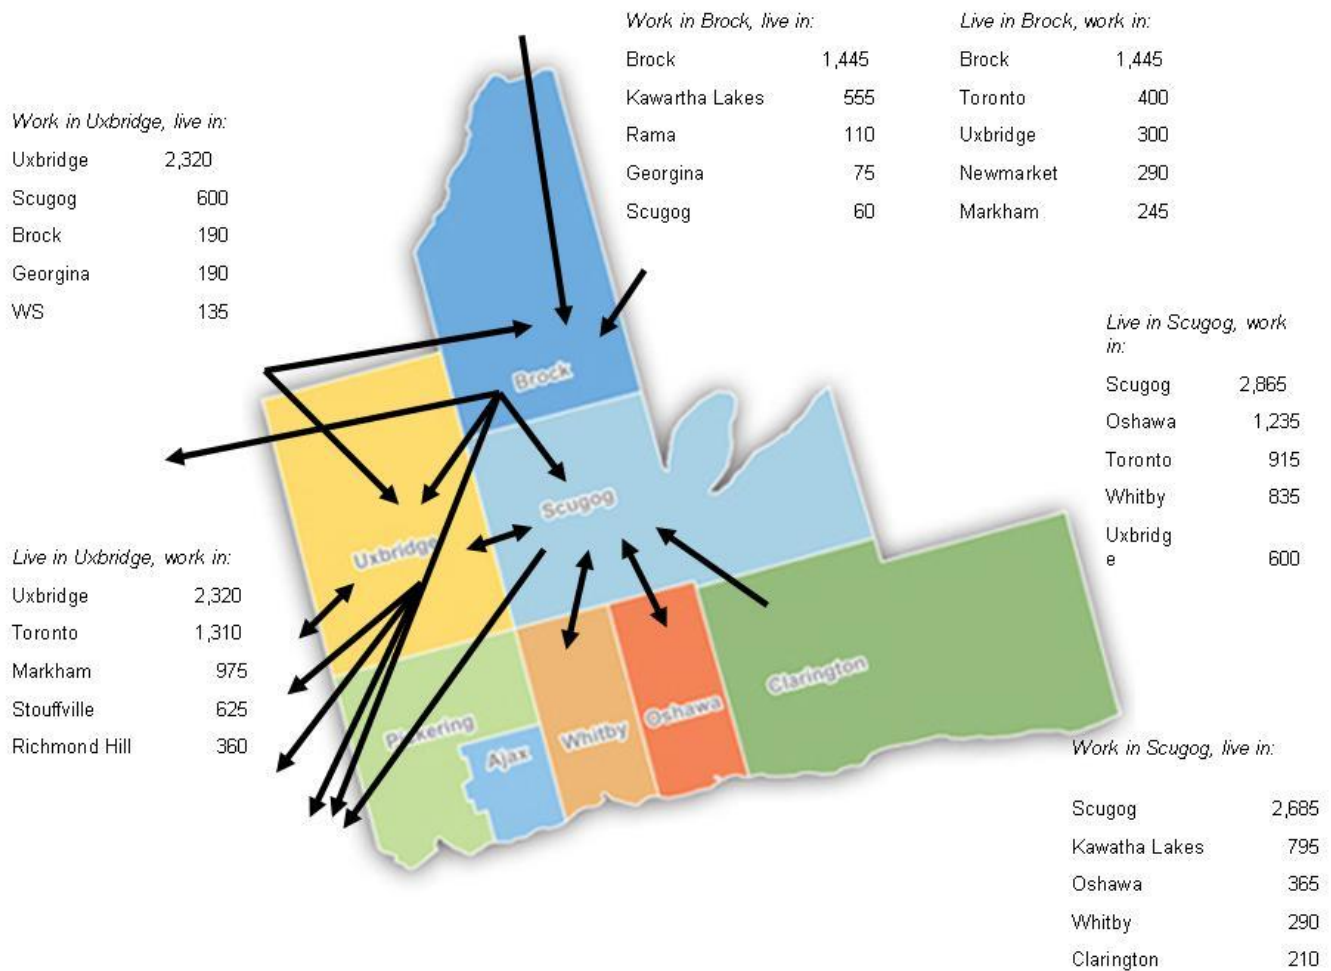 Work in Brock, live in:
Brock 1,445
Kawartha Lakes 555
Rama 110
Georgina 75
Scugog 60
Live in Brock, work in:
Brock 1,445
Toronto 400
Uxbridge 300
Newmarket 290
Markham 245
Work in Uxbridge, live in:
Uxbridge 2,320
Scugog 600
Brock 190
Georgina 190
WS 135
Live in Scugog, work
in:
Scugog 2,865
Oshawa 1,235
Toronto 915
Whitby 835
Uxbridg
e 600
Brock
Scugog
Uxbridge
Clarington
Oshawa
Whitby
Pickering
Ajax
Live in Uxbridge, work in:
Uxbridge 2,320
Toronto 1,310
Markham 975
Stouffville 625
Richmond Hill 360
Work in Scugog, live in:
Scugog 2,685
Kawatha Lakes 795
Oshawa 365
Whitby 290
Clarington 210